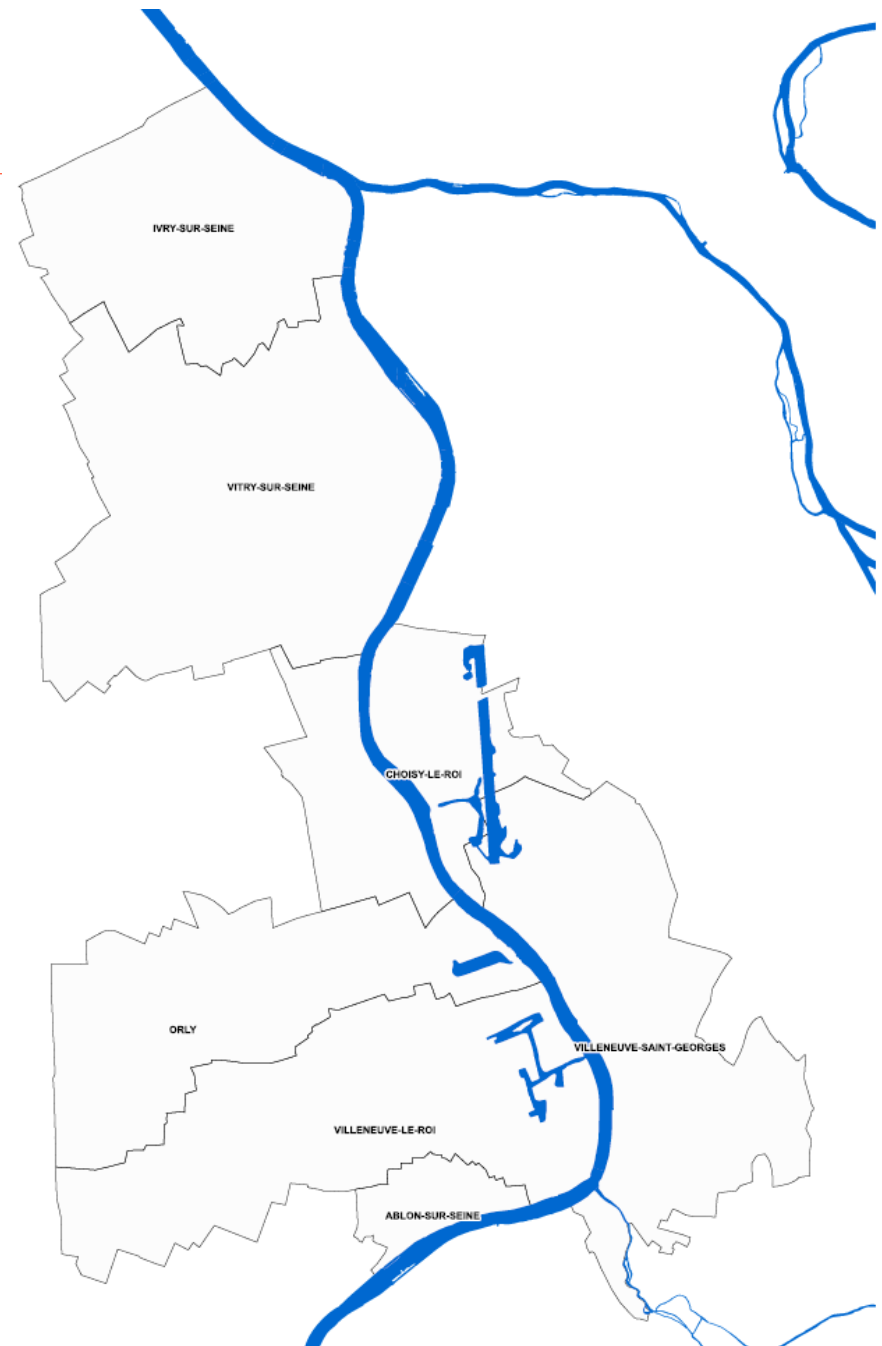 IVRY-SUR-SEINE
VITRY-SUR-SEINE
CHOISY-LE-ROI
ORLY
VILLENEUVE-SAINT-GEORGES
VILLENEUVE-LE-ROI
ABLON-SUR-SEINE